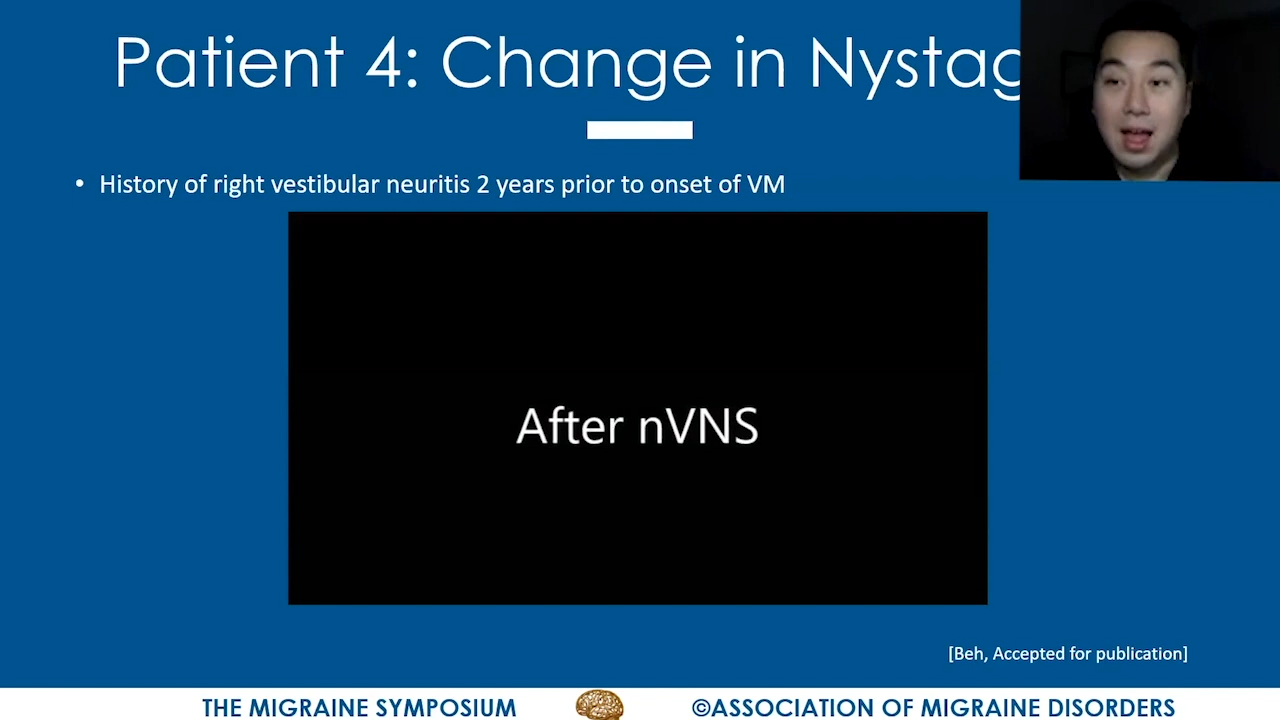 Patient 4: Change in Nystag
• History of right vestibular neuritis 2 years prior to onset of VM
After nVNS
[Beh, Accepted for publication]
THE MIGRAINE SYMPOSIUM ©ASSOCIATION OF MIGRAINE DISORDERS